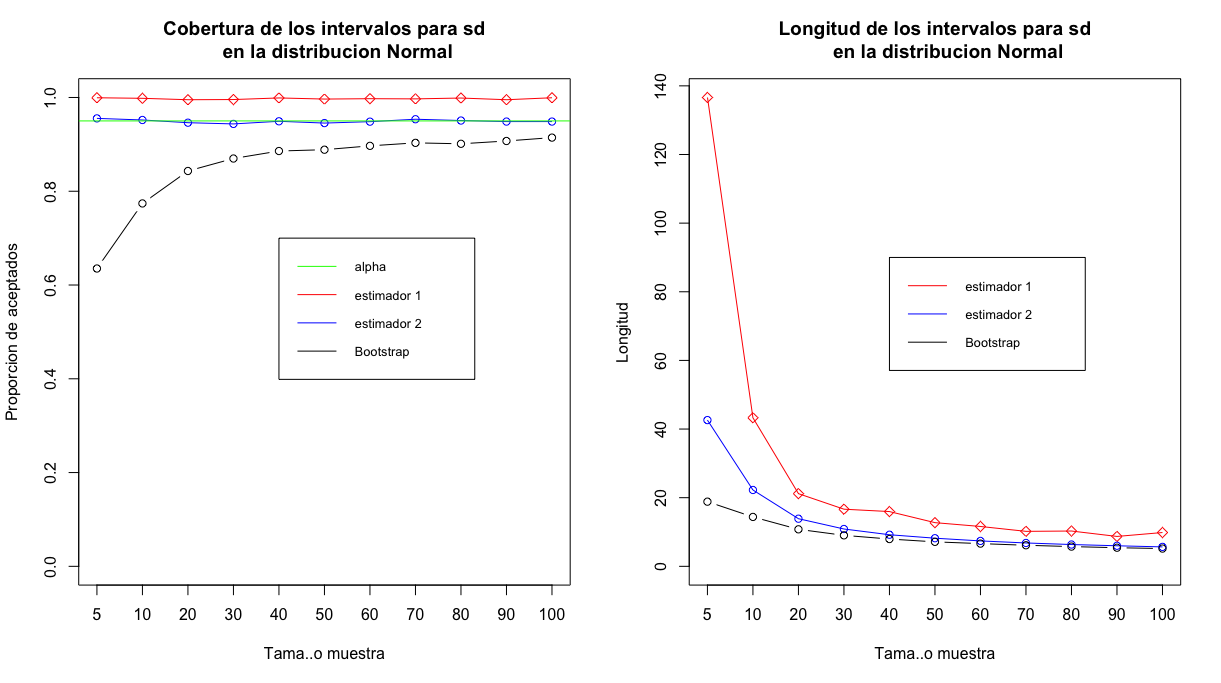 Cobertura de los intervalos para sd
en la distribucion Normal
Proporcion de aceptados
1.0
0.8
0.6
0.4
0.2
0.0
alpha
estimador 1
estimador 2
Bootstrap
5 10 20 30 40 50 60 70 80 90 100
Tama..o muestra
Longitud de los intervalos para sd
en la distribucion Normal
Longitud
140
120
100
80
60
40
20
0
estimador 1
estimador 2
Bootstrap
5 10 20 30 40 50 60 70 80 90 100
Tama..o muestra